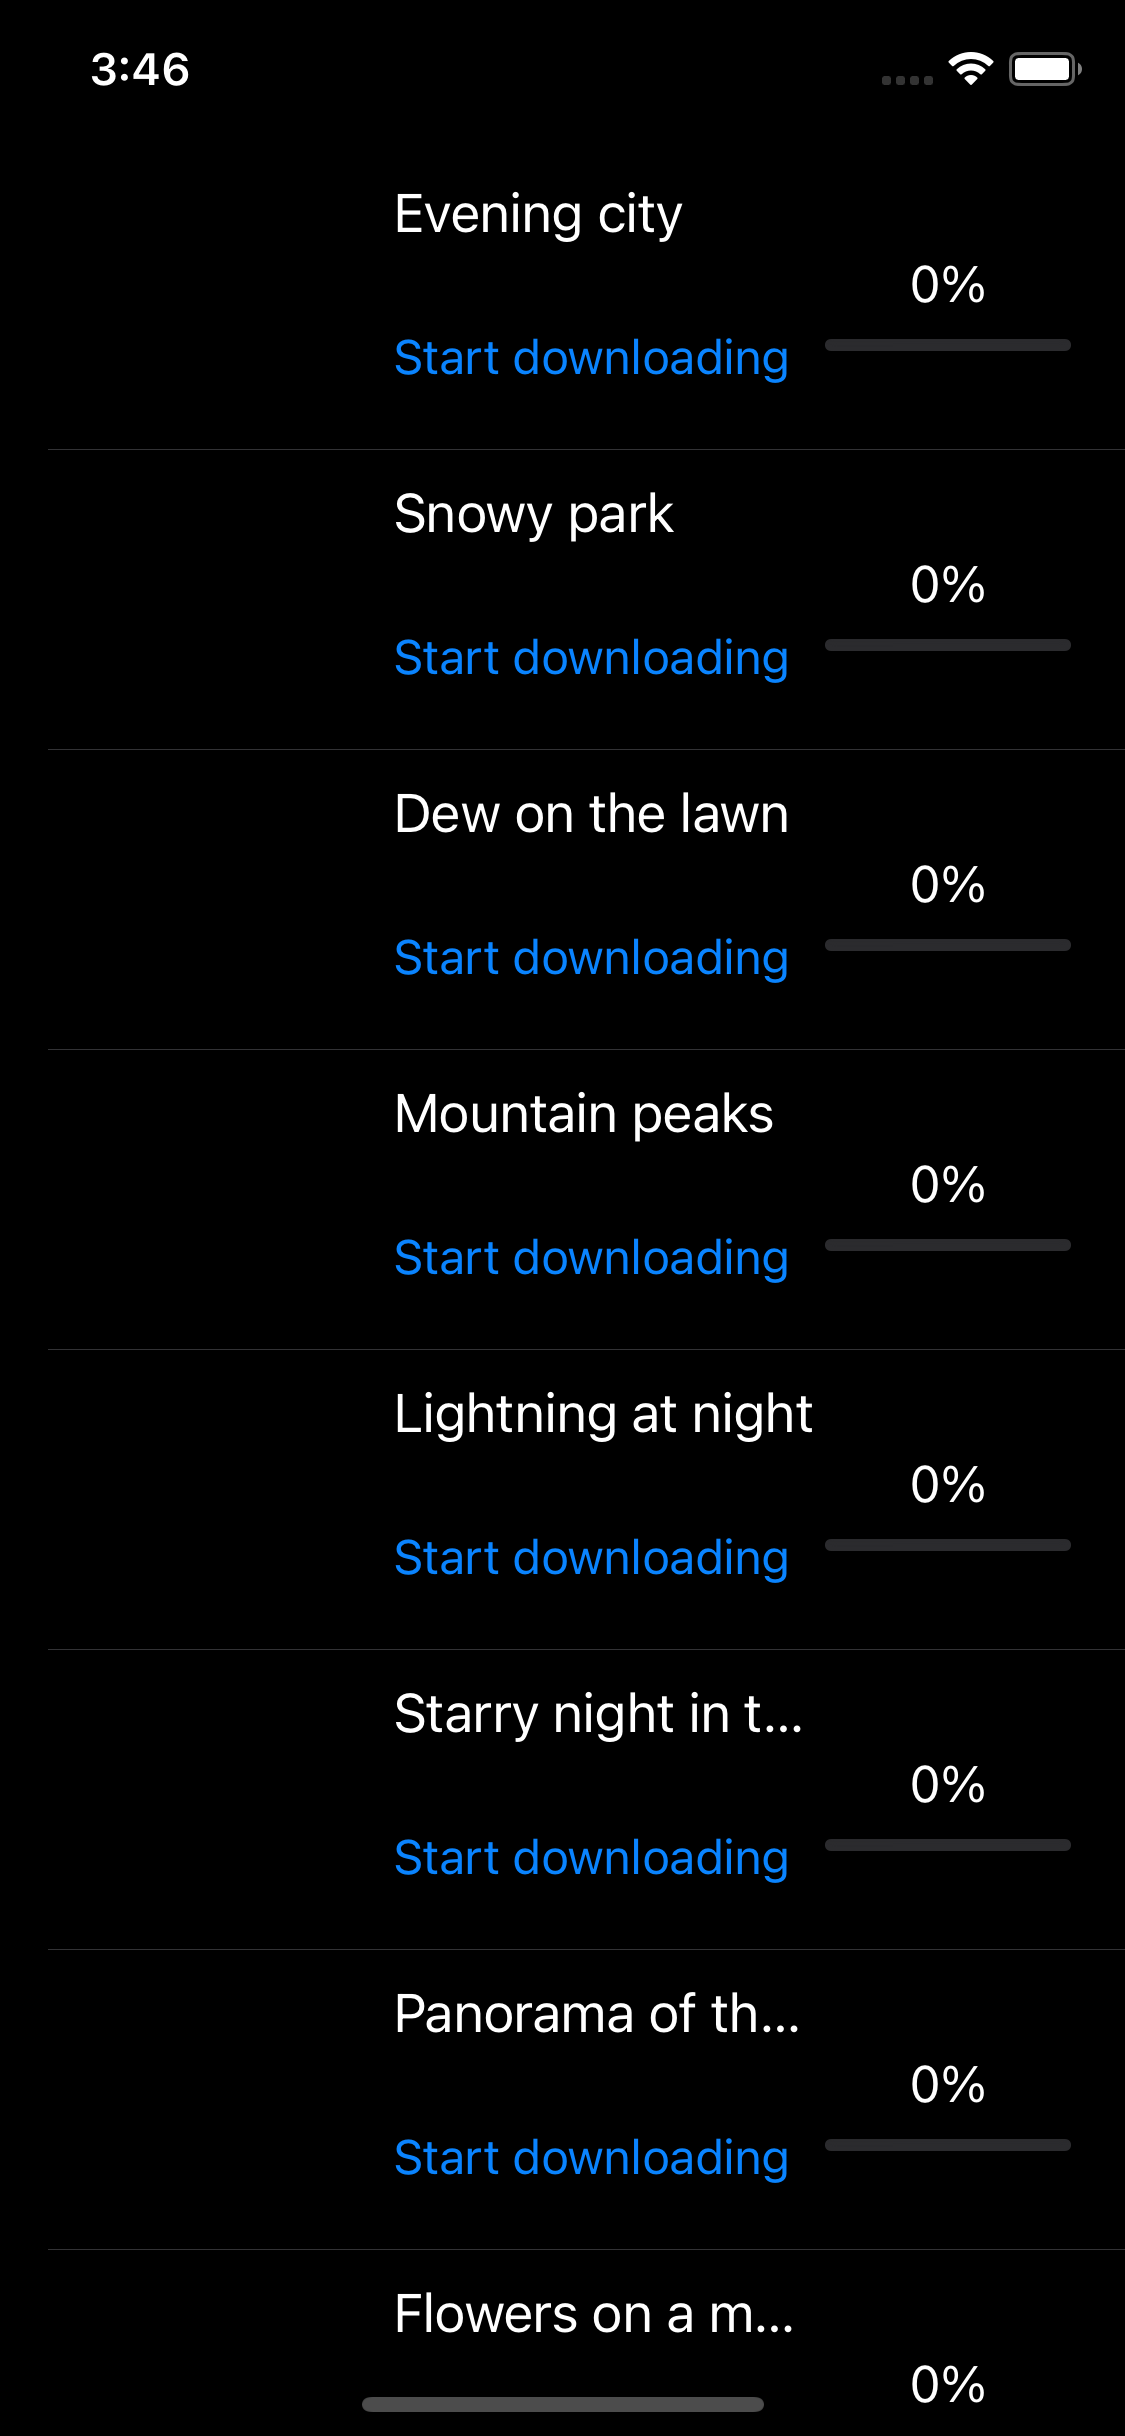 3:46
Evening city
0%
Start downloading
Snowy park
0%
Start downloading
Dew on the lawn
0%
Start downloading
Mountain peaks
0%
Start downloading
Lightning at night
0%
Start downloading
Starry night in t...
0%
Start downloading
Panorama of th...
0%
Start downloading
Flowers on a m...
0%